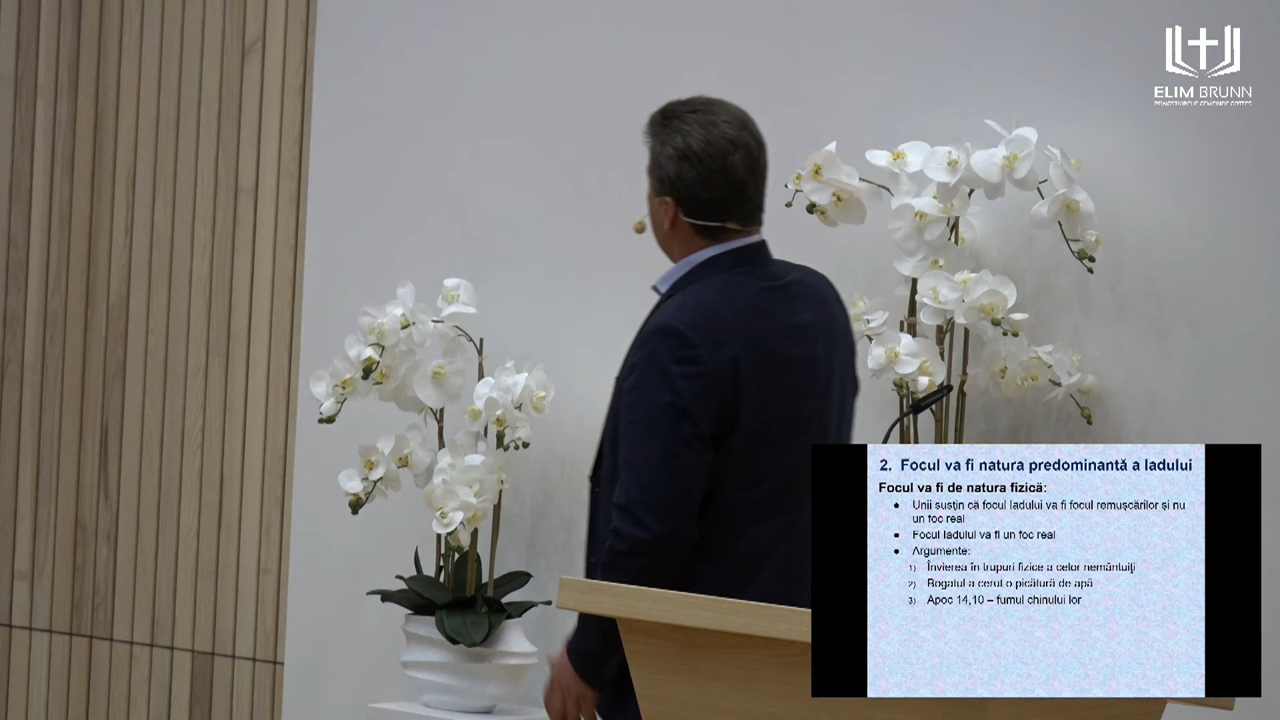 ELIM BRUNN
PFINGSTKIRCHE GEMEINDE GOTTES
2. Focul va fi natura predominantă a Iadului
Focul va fi de natura fizică:
● Unii susțin că focul Iadului va fi focul remușcărilor și nu
un foc real
● Focul Iadului va fi un foc real
● Argumente:
1) Învierea în trupuri fizice a celor nemântuiți
2) Bogatul a cerut o picătură de apă
3) Apoc 14,10 – fumul chinului lor